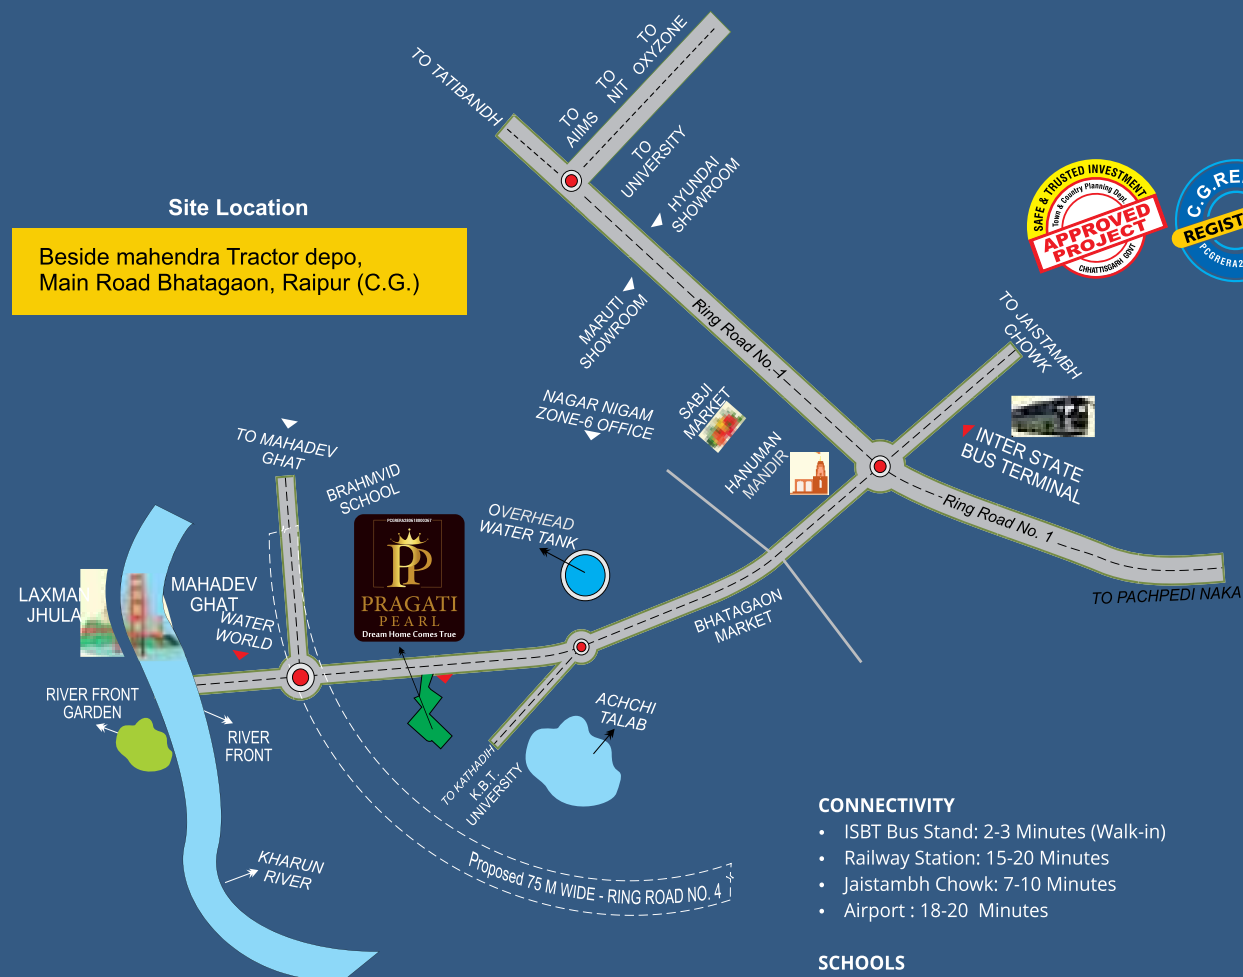 TO TATIBANDH
TO
AIIMS
TO
NIT
TO
OXYZONE
TO
UNIVERSITY
HYUNDAI
SHOWROOM
MARUTI
SHOWROOM
Site Location
Beside mahendra Tractor depo,
Main Road Bhatagaon, Raipur (C.G.)
SAFE & TRUSTED INVESTMENT
Town & Country Planning Dept.
APPROVED
PROJECT
CHHATTISGARH GOVT
C.G.RE
REGIST
PCGRERA2
Ring Road No.-1
TO JAISTAMBH
CHOWK
NAGAR NIGAM
ZONE-6 OFFICE
SABJI
MARKET
HANUMAN
MANDIR
INTER STATE
BUS TERMINAL
Ring Road No. 1
TO PACHPEDI NAKA
TO MAHADEV
GHAT
BRAHMVID
SCHOOL
OVERHEAD
WATER TANK
PRAGATI
PEARL
Dream Home Comes True
LAXMAN
JHULA
MAHADEV
GHAT
WATER
WORLD
BHATAGAON
MARKET
RIVER FRONT
GARDEN
RIVER
FRONT
ACHCHI
TALAB
TO KATHADIH
K.B.T.
UNIVERSITY
KHARUN
RIVER
Proposed 75 M WIDE - RING ROAD NO. 4
CONNECTIVITY
• ISBT Bus Stand: 2-3 Minutes (Walk-in)
• Railway Station: 15-20 Minutes
• Jaistambh Chowk: 7-10 Minutes
• Airport : 18-20 Minutes
SCHOOLS